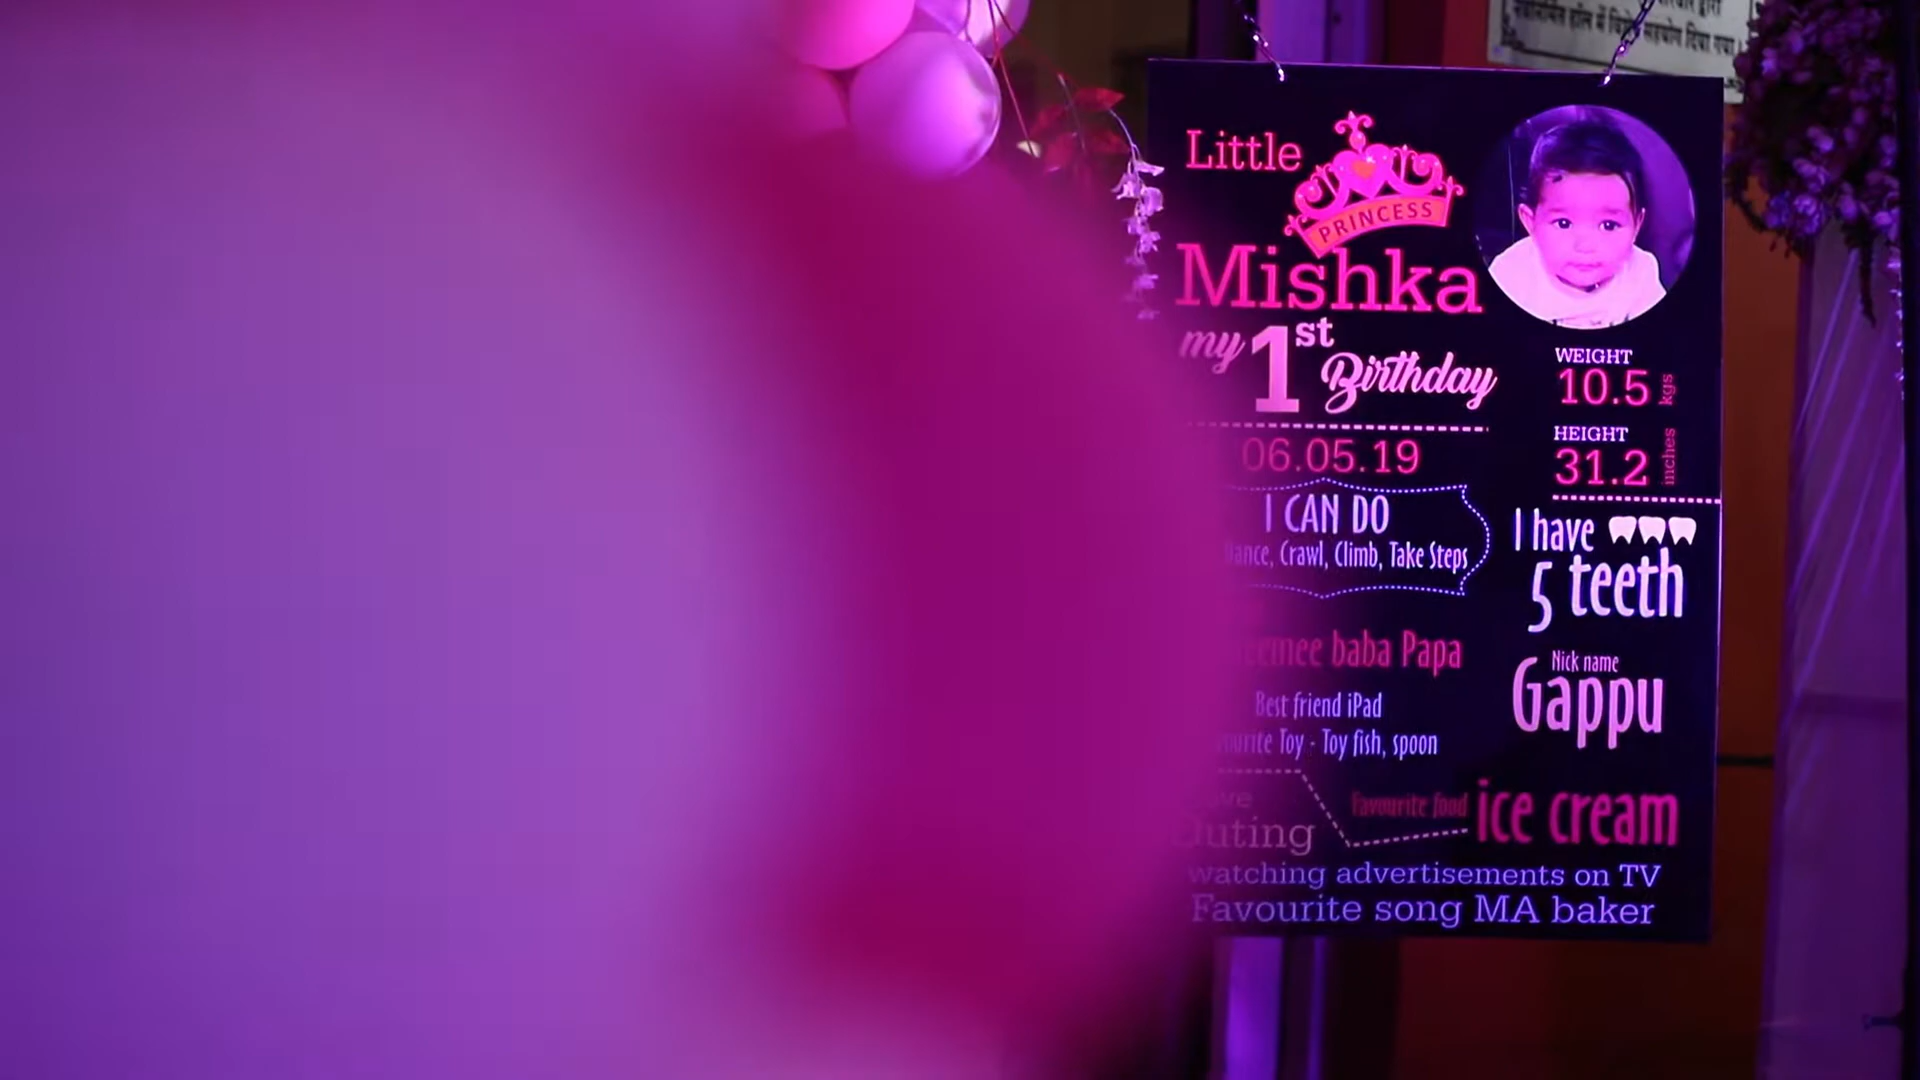 Little
PRINCESS
Mishka
my 1st Birthday
06.05.19
I CAN DO
Crawl, Climb, Take Steps
baba Papa
Best friend iPad
Toy - Toy fish, spoon
Favourite food ice cream
watching advertisements on TV
Favourite song MA baker
WEIGHT
10.5 kgs
HEIGHT
31.2 inches
I have
5 teeth
Nick name
Gappu
में दिया गया